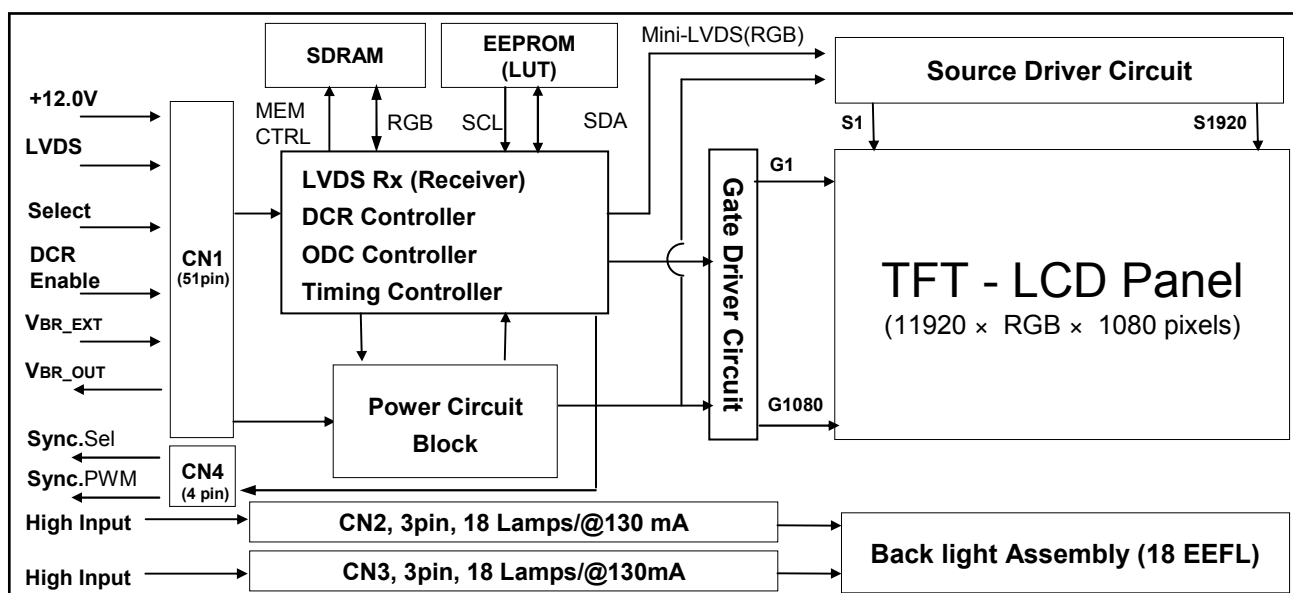 SDRAM
EEPROM
(LUT)
Mini-LVDS(RGB)
Source Driver Circuit
+12.0V
LVDS
Select
DCR
Enable
VBR_EXT
VBR_OUT
Sync.Sel
Sync.PWM
High Input
High Input
CN1
(51pin)
CN4
(4 pin)
MEM
CTRL
RGB
SCL
SDA
LVDS Rx (Receiver)
DCR Controller
ODC Controller
Timing Controller
Power Circuit
Block
Gate Driver Circuit
G1
G1080
S1
S1920
TFT - LCD Panel
(11920 × RGB × 1080 pixels)
CN2, 3pin, 18 Lamps/@130 mA
CN3, 3pin, 18 Lamps/@130mA
Back light Assembly (18 EEFL)